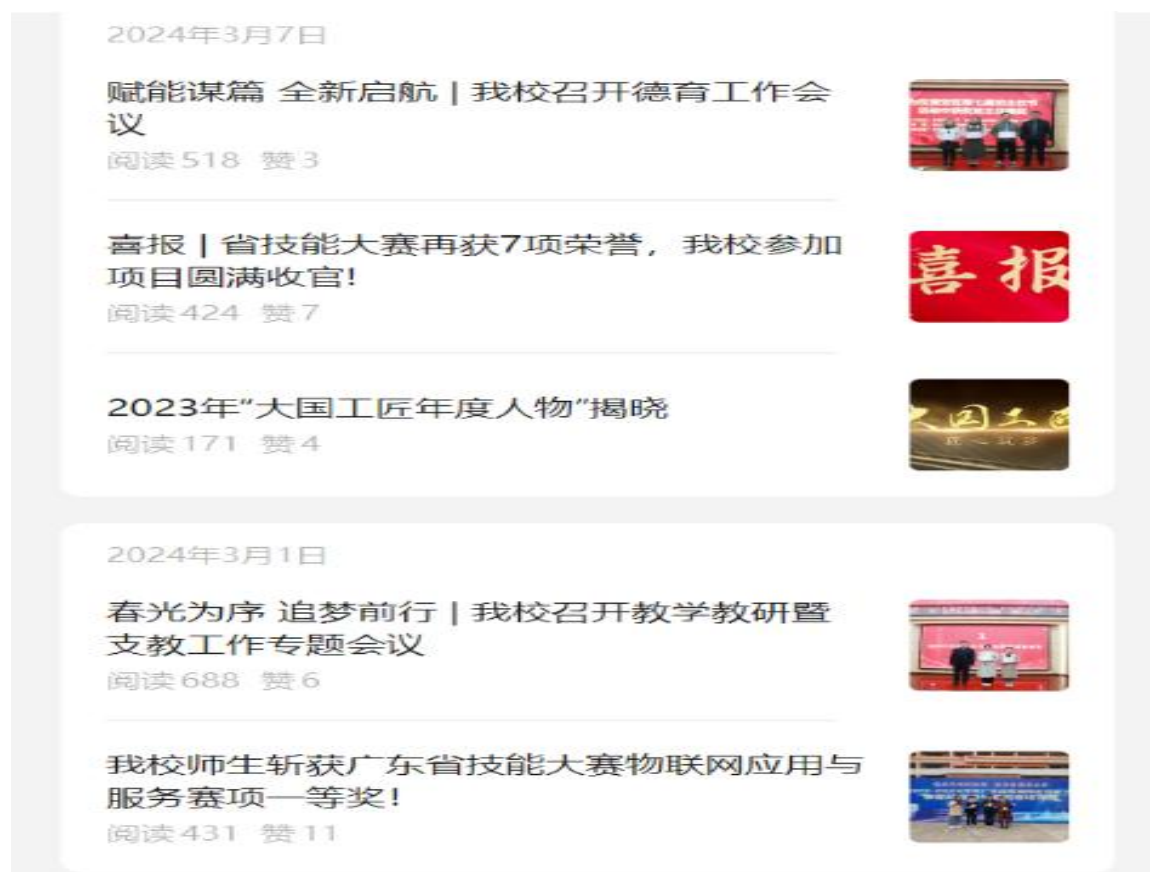 2024年3月7日
赋能谋篇 全新启航 | 我校召开德育工作会
议
阅读 518 赞 3
喜报 | 省技能大赛再获7项荣誉，我校参加
项目圆满收官!
阅读 424 赞 7
喜报
2023年“大国工匠年度人物”揭晓
阅读 171 赞 4
大国工匠
2024年3月1日
春光为序 追梦前行 | 我校召开教学教研暨
支教工作专题会议
阅读 688 赞 6
我校师生斩获广东省技能大赛物联网应用与
服务赛项一等奖!
阅读 431 赞 11